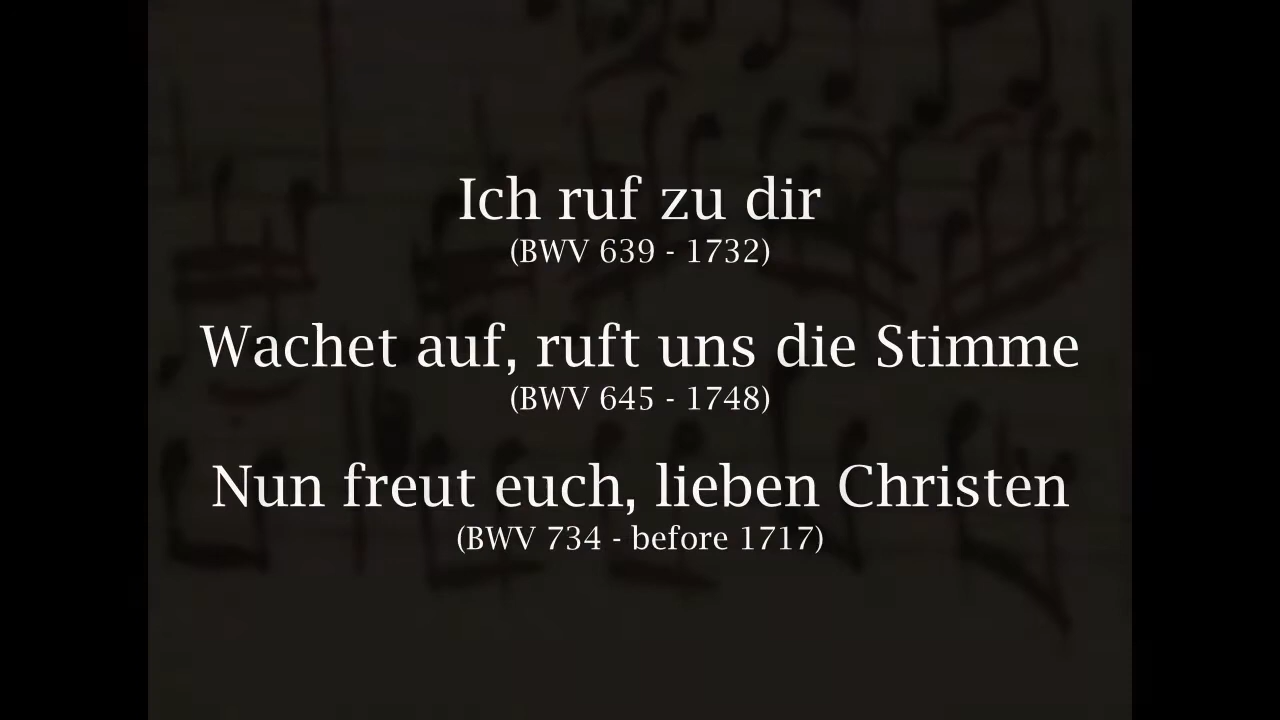 Ich ruf zu dir
(BWV 639 - 1732)
Wachet auf, ruft uns die Stimme
(BWV 645 - 1748)
Nun freut euch, lieben Christen
(BWV 734 - before 1717)